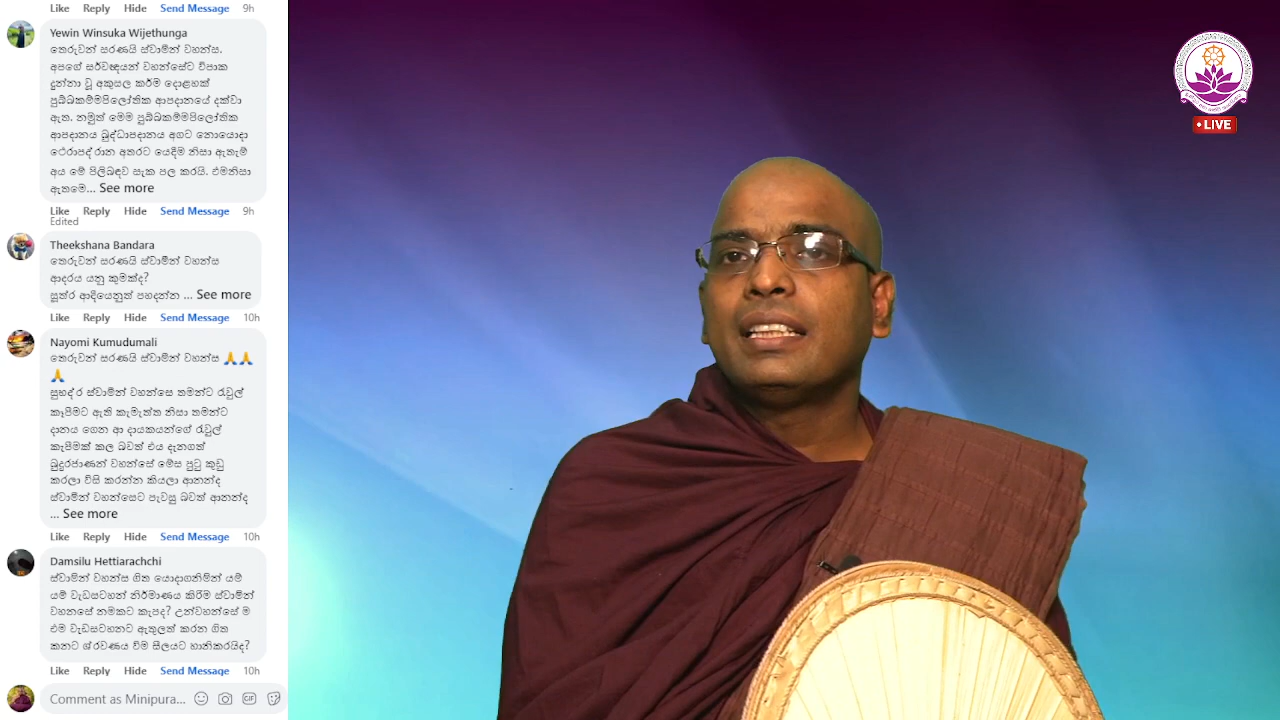 Like Reply Hide Send Message 9h
Yewin Winsuka Wijethunga
තෙරුවන් සරණයි ස්වාමීන් වහන්ස.
අපගේ සර්වඥයන් වහන්සේට විපාක
දුන්නා වූ අකුසල කර්ම දොළහක්
පුබ්බකම්මපිලෝතික ආපදානයේ දක්වා
ඇත. නමුත් මෙම පුබ්බකම්මපිලෝතික
ආපදානය බුද්ධාපදානය අගට නොයොදා
ථෙරාපද්‍රාන අතරට යෙදීම නිසා ඇතැම්
අය මේ පිලිබඳව සැක පල කරයි. එමනිසා
ඇතමෙ... See more
Like Reply Hide Send Message 9h
Edited
Theekshana Bandara
තෙරුවන් සරණයි ස්වාමින් වහන්ස
ආදරය යනු කුමක්ද?
සූත්‍ර ආදියෙනුත් පහදන්න ... See more
Like Reply Hide Send Message 10h
Nayomi Kumudumali
තෙරුවන් සරණයි ස්වාමින් වහන්ස 🙏🙏
🙏
සුභද්‍ර ස්වාමින් වහන්සෙ තමන්ට රැවුල්
කැපීමට ඇති කැමැත්ත නිසා තමන්ට
දානය ගෙන ආ දායකයන්ගේ රැවුල්
කැපීමක් කල බවත් එය දැනගත්
බුදුරජාණන් වහන්සේ මේස පුටු කුඩු
කරලා විසි කරන්න කියලා ආනන්ද
ස්වාමින් වහන්සෙට පැවසු බවත් ආනන්ද
... See more
Like Reply Hide Send Message 10h
Damsilu Hettiarachchi
ස්වාමින් වහන්ස ගීත යොදාගනිමින් යම්
යම් වැඩසටහන් නිර්මාණය කිරීම ස්වාමින්
වහනසේ නමකට කැපද? උන්වහන්සේ ම
එම වැඩසටහනට ඇතුලත් කරන ගීත
කනට ශ්‍රවණය වීම සීලයට හානිකරයිද?
Like Reply Hide Send Message 10h
Comment as Minipura...
LIVE